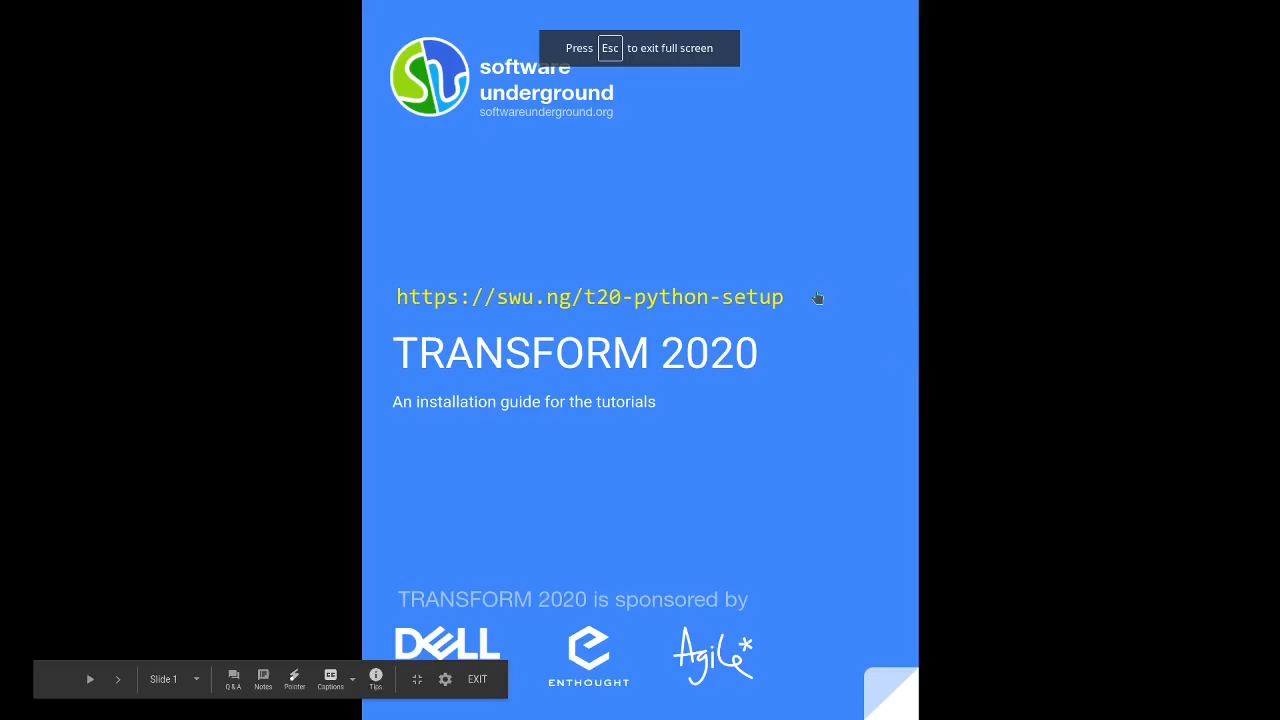 Press Esc to exit full screen
software
underground
softwareunderground.org
https://swu.ng/t20-python-setup
TRANSFORM 2020
An installation guide for the tutorials
TRANSFORM 2020 is sponsored by
DELL
ENTHOUGHT
Agile*
Slide 1
Q & A
Notes
Pointer
CC
Captions
Tips
EXIT